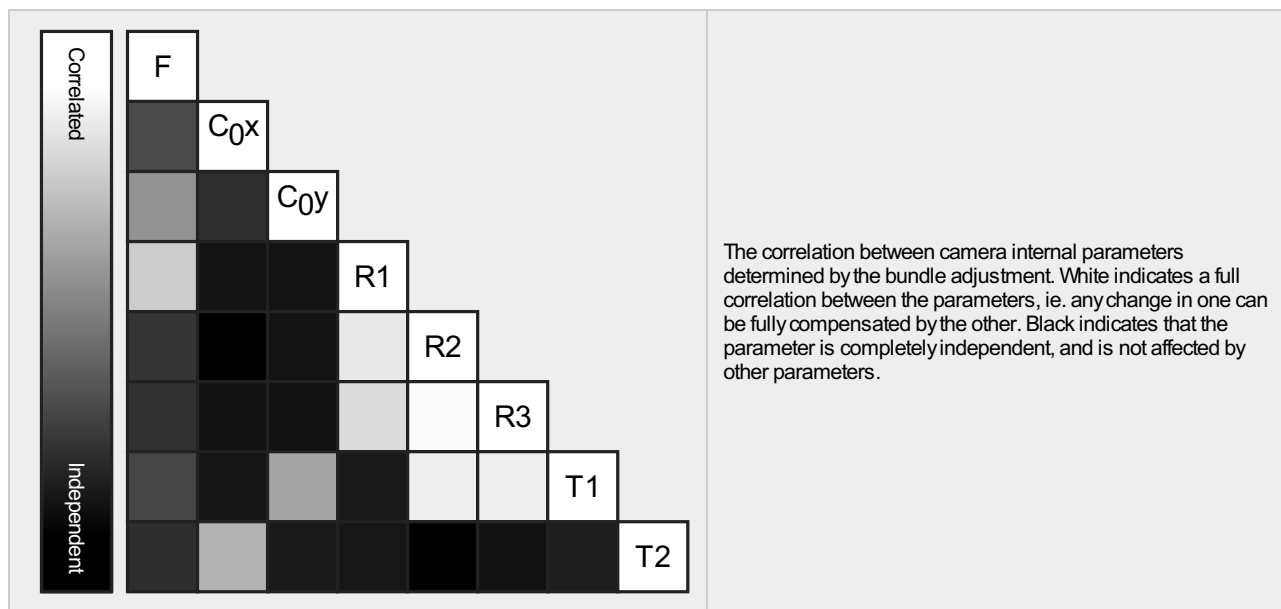 Correlated
Independent
F
C0x
C0y
R1
R2
R3
T1
T2
The correlation between camera internal parameters
determined by the bundle adjustment. White indicates a full
correlation between the parameters, ie. any change in one can
be fully compensated by the other. Black indicates that the
parameter is completely independent, and is not affected by
other parameters.